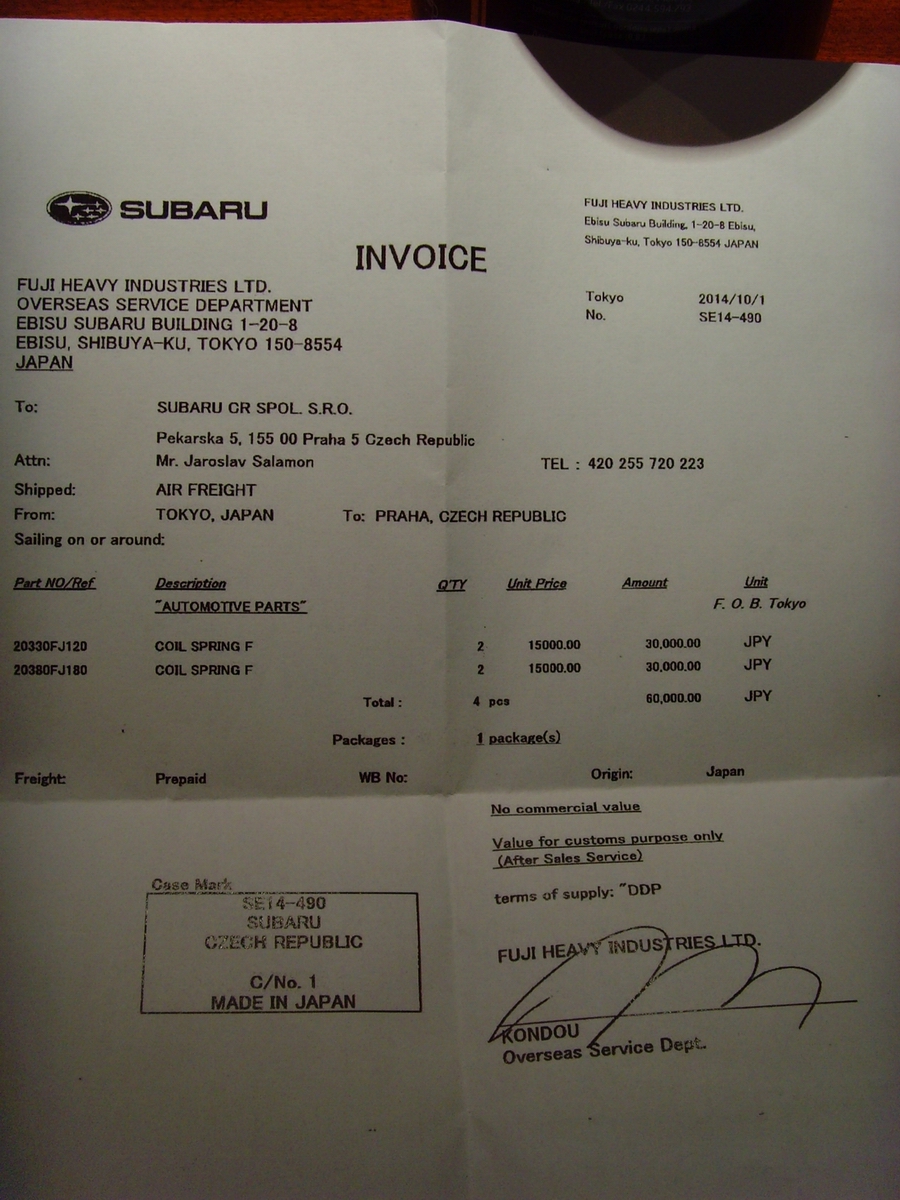 SUBARU
FUJI HEAVY INDUSTRIES LTD.
Ebisu Subaru Building, 1-20-8 Ebisu,
Shibuya-ku, Tokyo 150-8554 JAPAN
INVOICE
FUJI HEAVY INDUSTRIES LTD.
OVERSEAS SERVICE DEPARTMENT
EBISU SUBARU BUILDING 1-20-8
EBISU, SHIBUYA-KU, TOKYO 150-8554
JAPAN
Tokyo 2014/10/1
No. SE14-490
To: SUBARU CR SPOL. S.R.O.
Pekarska 5, 155 00 Praha 5 Czech Republic
Attn: Mr. Jaroslav Salamon TEL : 420 255 720 223
Shipped: AIR FREIGHT
From: TOKYO, JAPAN To: PRAHA, CZECH REPUBLIC
Sailing on or around:
Part NO/Ref Description Q'TY Unit Price Amount Unit
"AUTOMOTIVE PARTS" F. O. B. Tokyo
20330FJ120 COIL SPRING F 2 15000.00 30,000.00 JPY
20380FJ180 COIL SPRING F 2 15000.00 30,000.00 JPY
Total : 4 pcs 60,000.00 JPY
Packages : 1 package(s)
Freight: Prepaid WB No: Origin: Japan
No commercial value
Value for customs purpose only
(After Sales Service)
terms of supply: "DDP
Case Mark
SE14-490
SUBARU
CZECH REPUBLIC
C/No. 1
MADE IN JAPAN
FUJI HEAVY INDUSTRIES LTD.
KONDOU
Overseas Service Dept.